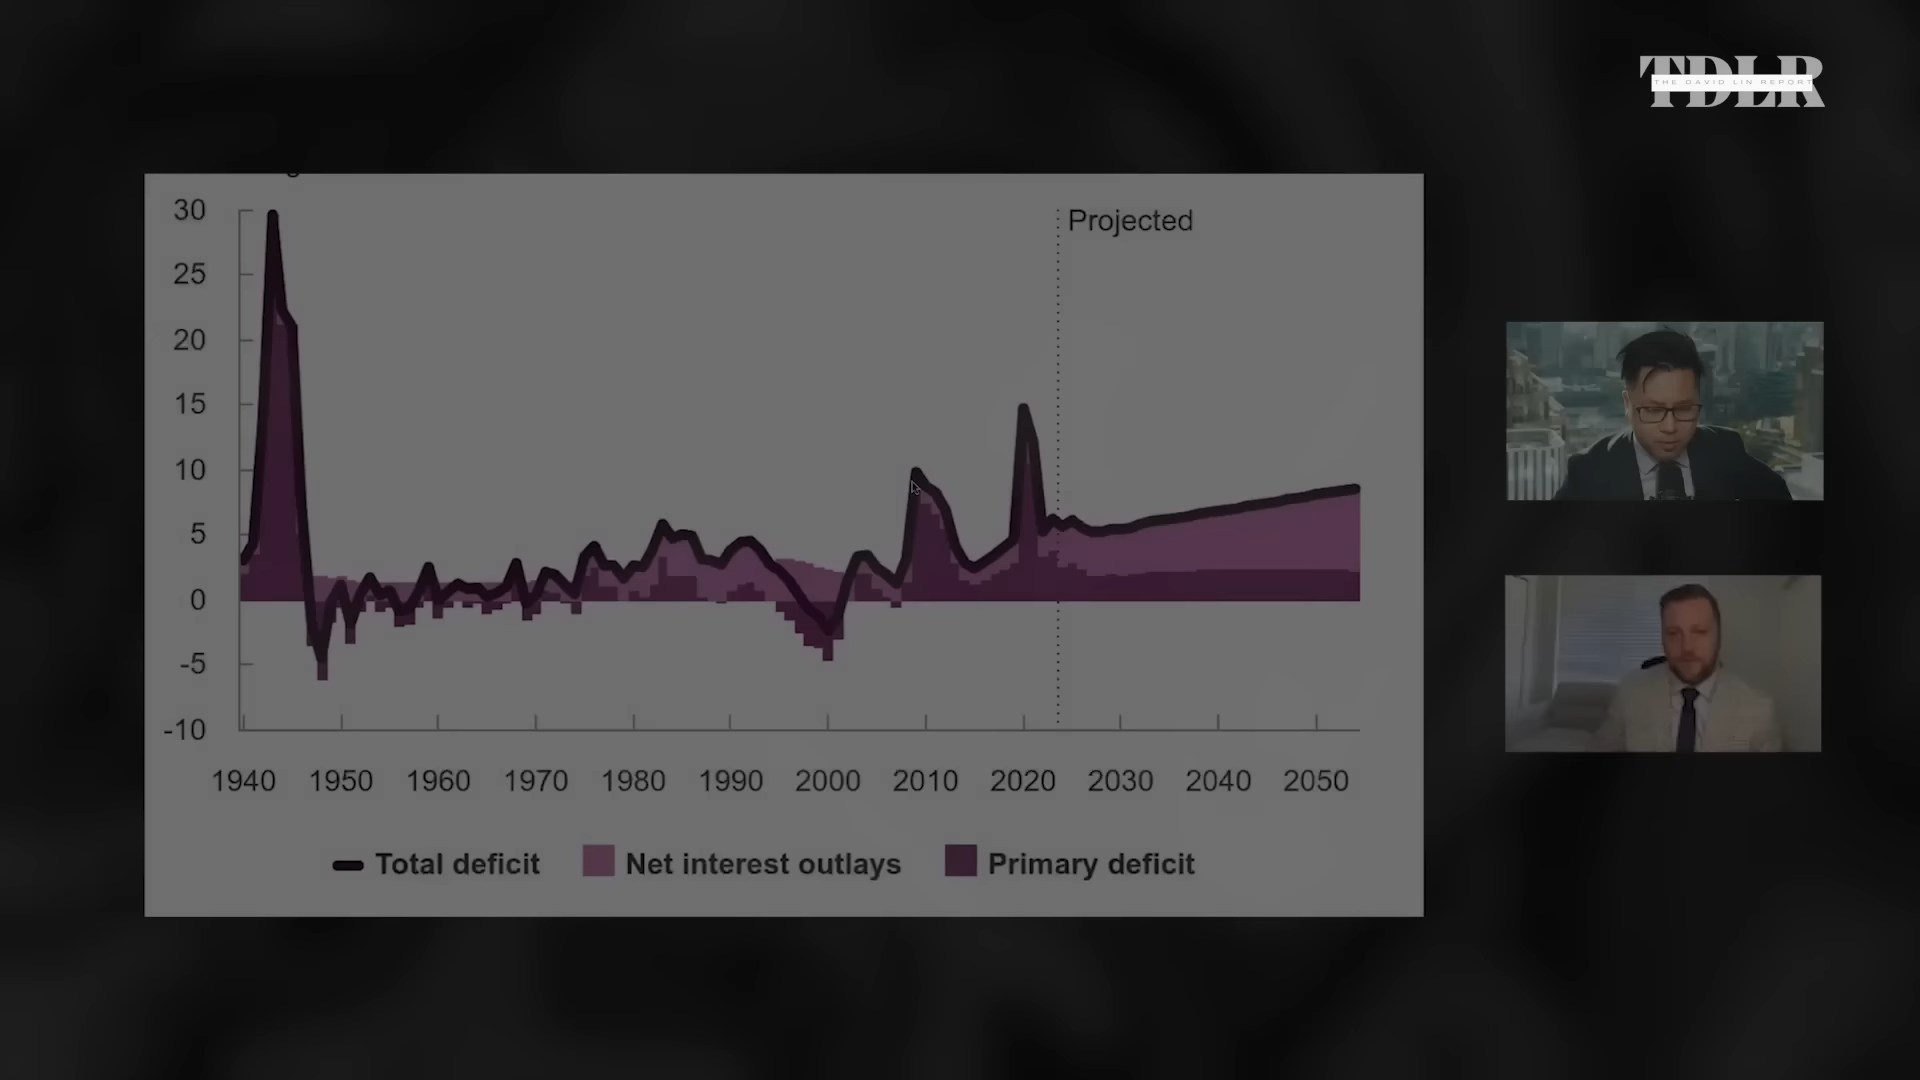 TDLR
THE DAVID LIN REPORT
30
25
20
15
10
5
0
-5
-10
Projected
1940 1950 1960 1970 1980 1990 2000 2010 2020 2030 2040 2050
Total deficit Net interest outlays Primary deficit